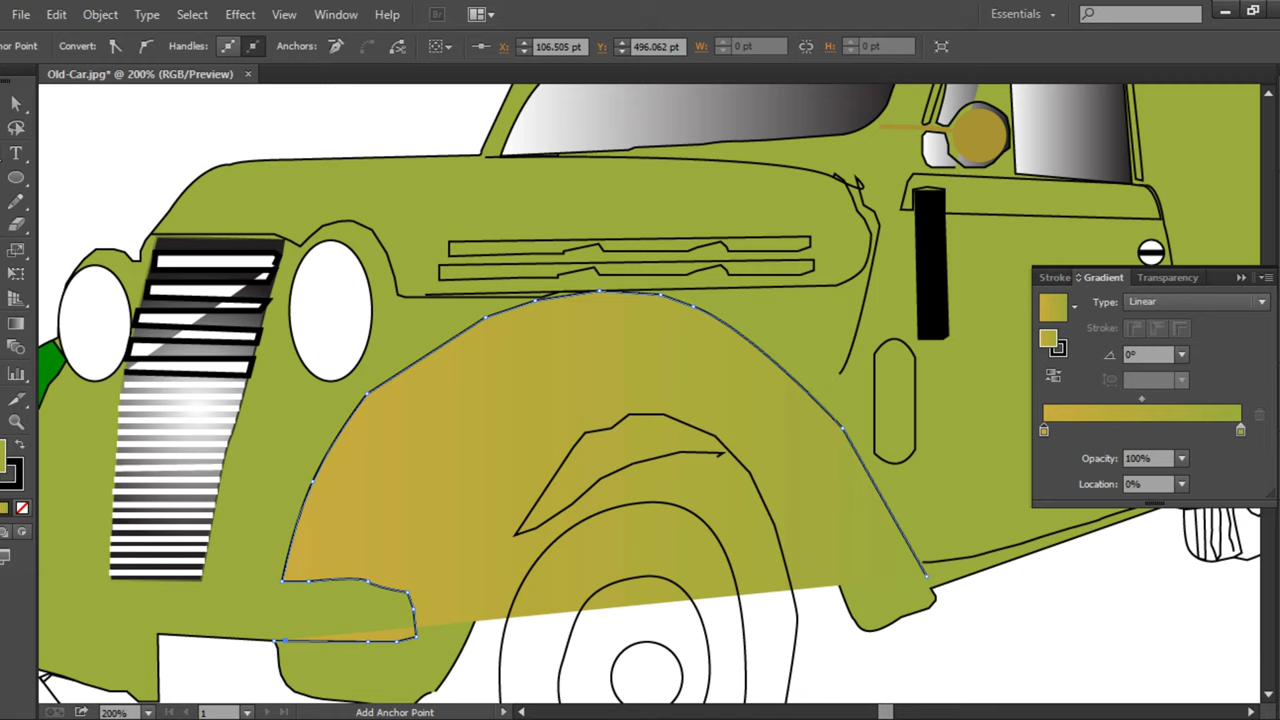 File Edit Object Type Select Effect View Window Help Br Essentials
nor Point Convert: Handles: Anchors: X: 106.505 pt Y: 496.062 pt W: 0 pt H: 0 pt
Old-Car.jpg* @ 200% (RGB/Preview) ×
Stroke Gradient Transparency
Type: Linear
Stroke:
0°
Opacity: 100%
Location: 0%
200% 1 Add Anchor Point